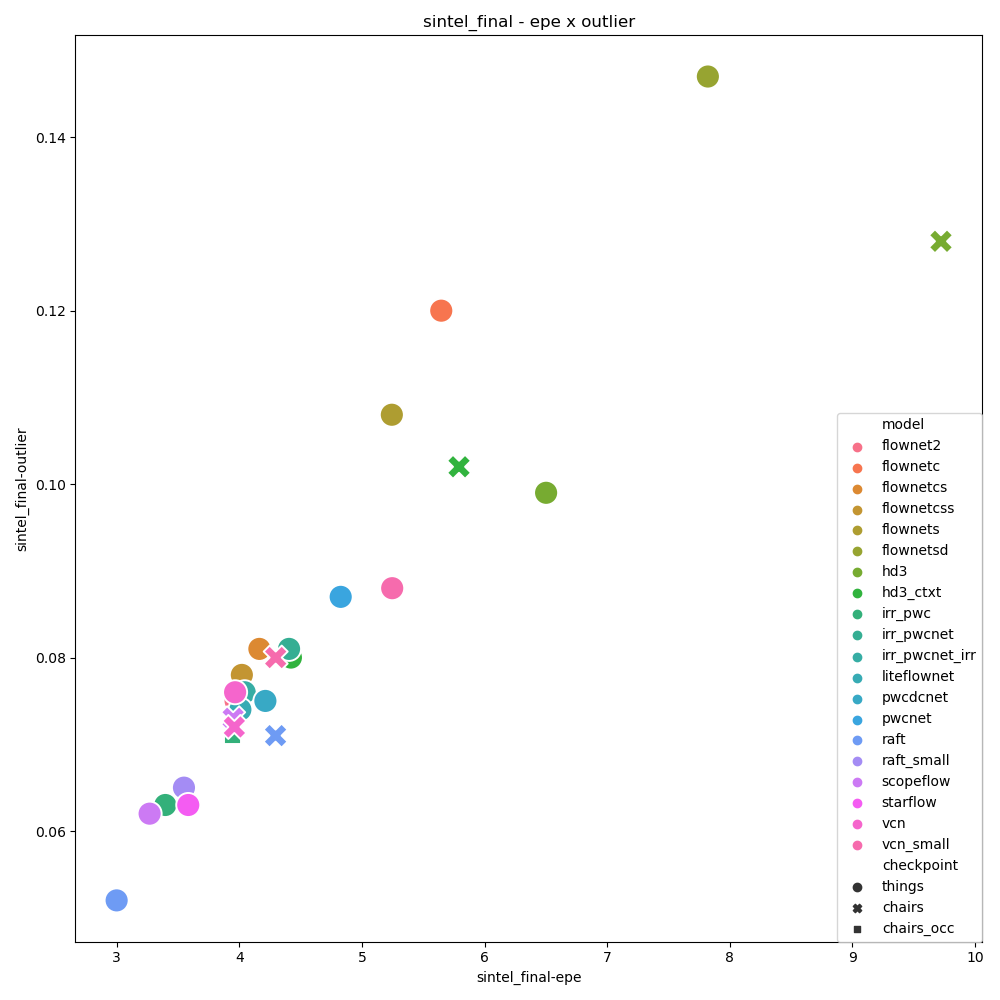 sintel_final - epe x outlier
sintel_final-outlier
0.14
0.12
0.10
0.08
0.06
3 4 5 6 7 8 9 10
sintel_final-epe
model
flownet2
flownetc
flownetcs
flownetcss
flownets
flownetsd
hd3
hd3_ctxt
irr_pwc
irr_pwcnet
irr_pwcnet_irr
liteflownet
pwcdcnet
pwcnet
raft
raft_small
scopeflow
starflow
vcn
vcn_small
checkpoint
things
chairs
chairs_occ